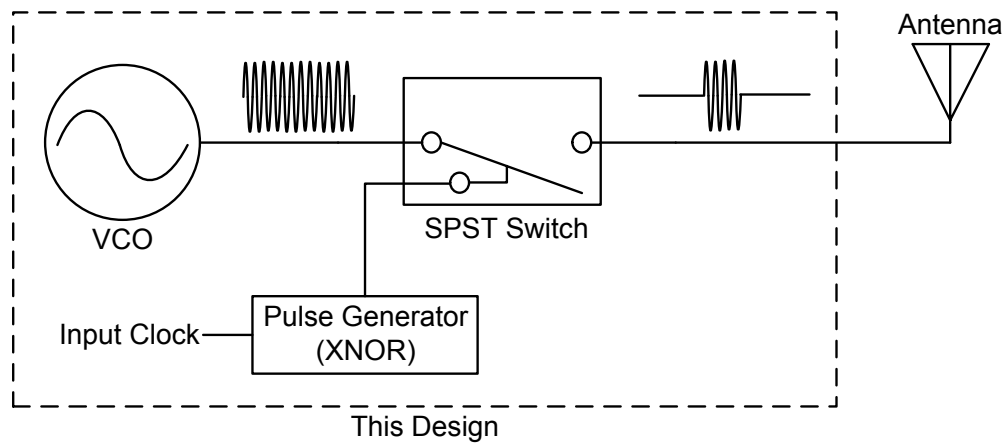 Antenna
VCO
SPST Switch
Input Clock
Pulse Generator
(XNOR)
This Design